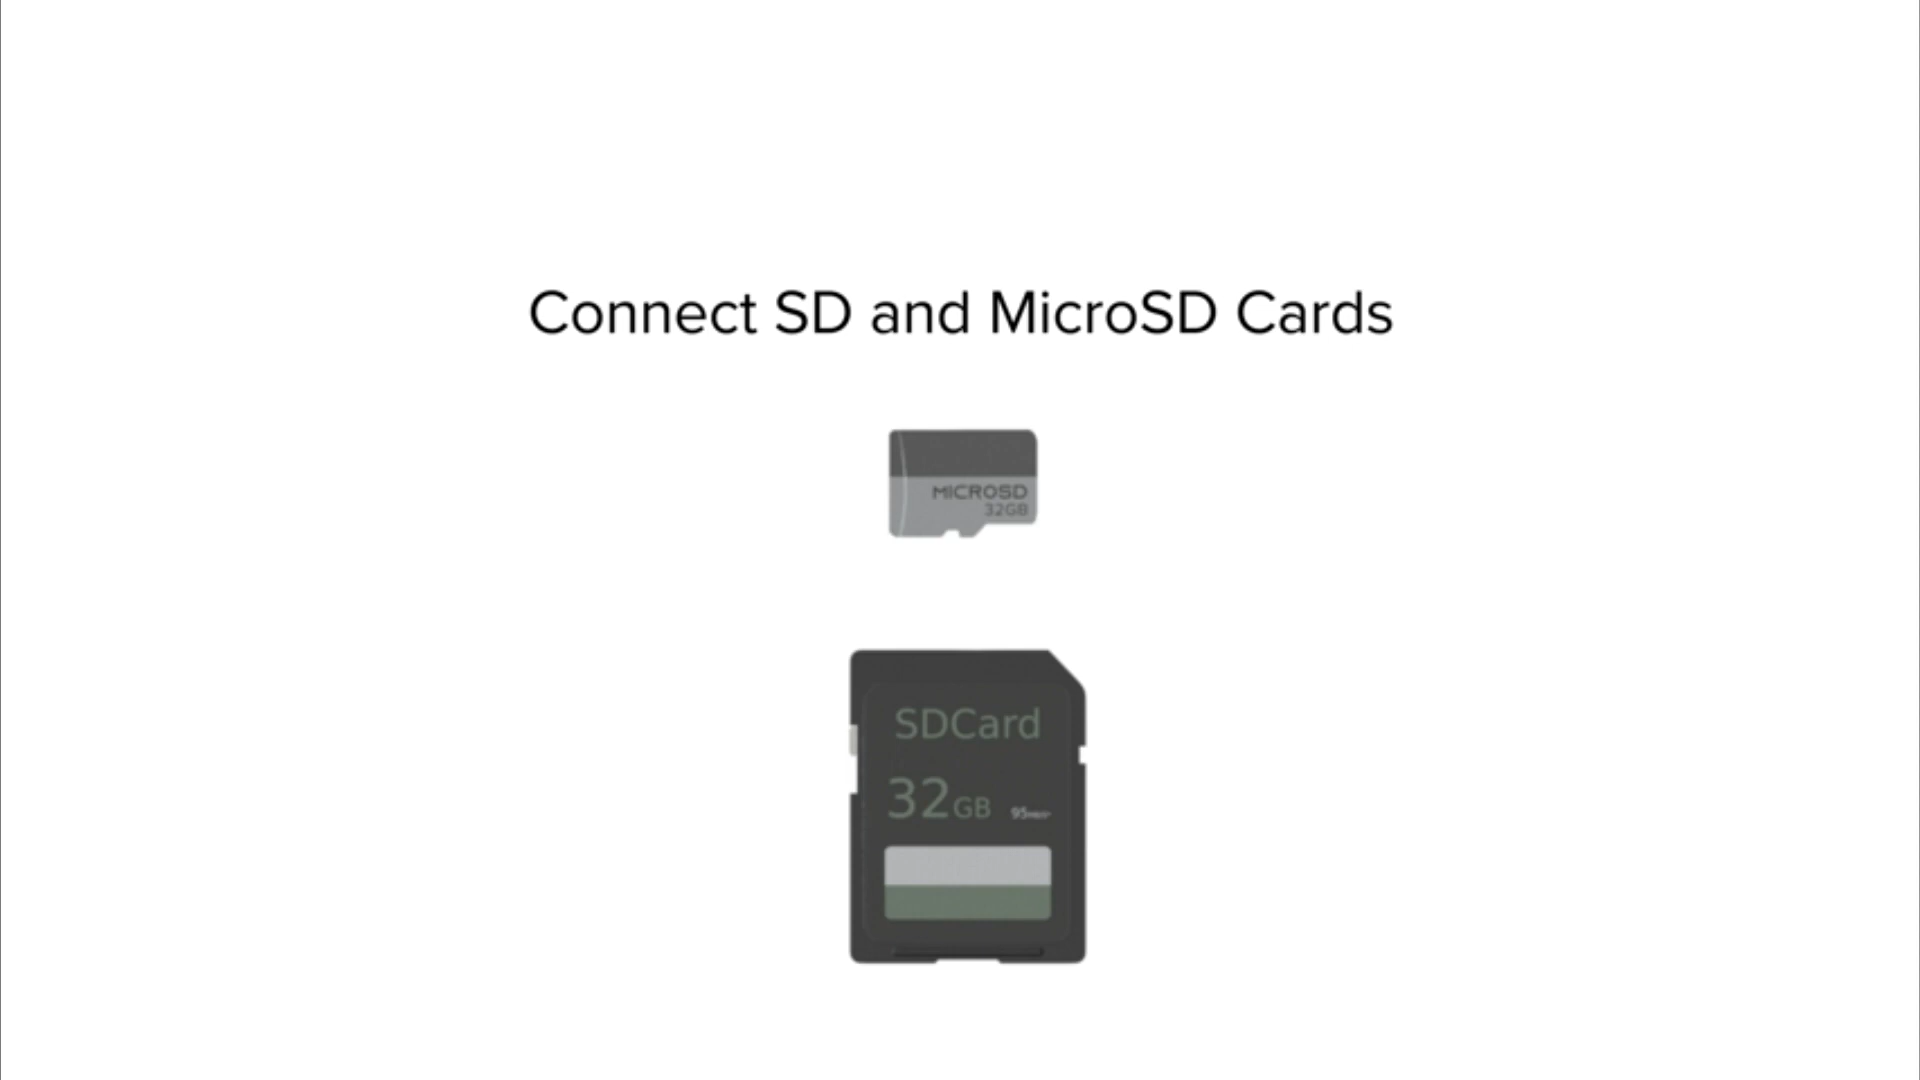 Connect SD and MicroSD Cards
MICROSD
32GB
SDCard
32GB